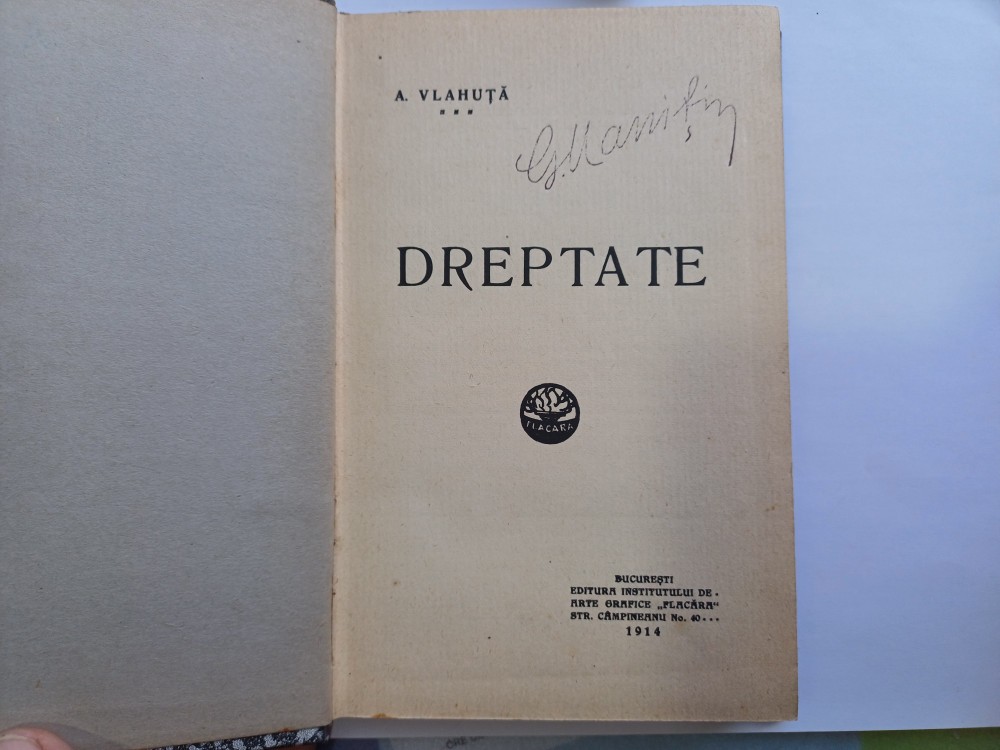 A. VLAHUȚĂ
DREPTATE
FLACĂRA
BUCUREȘTI
EDITURA INSTITUTULUI DE
ARTE GRAFICE „FLACĂRA"
STR. CÂMPINEANU No. 40...
1914